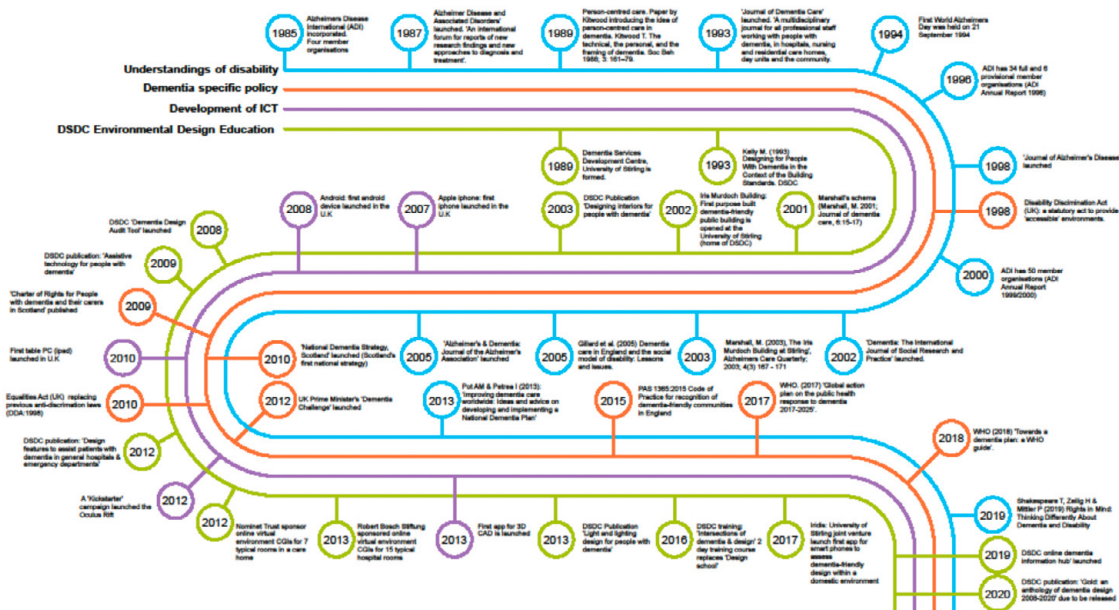 1985
Alzheimers Disease
International (ADI)
incorporated.
Four member
organisations
1987
Alzheimer Disease and
Associated Disorders'
launched. 'An international
forum for reports of new
research findings and new
approaches to diagnosis and
treatment'.
1989
Person-centred care. Paper by
Kitwood introducing the idea of
person-centred care in
dementia. Kitwood T. The
technical, the personal, and the
framing of dementia. Soc Beh
1988; 3: 161–79.
1993
'Journal of Dementia Care'
launched. 'A multidisciplinary
journal for all professional staff
working with people with
dementia, in hospitals, nursing
and residential care homes,
day units and the community.
1994
First World Alzheimers
Day was held on 21
September 1994
1996
ADI has 34 full and 6
provisional member
organisations (ADI
Annual Report 1996)
Understandings of disability
Dementia specific policy
Development of ICT
DSDC Environmental Design Education
1989
Dementia Services
Development Centre,
University of Stirling
is formed.
1993
Kelly M. (1993)
Designing for People
With Dementia in the
Context of the Building
Standards. DSDC
1998
'Journal of Alzheimer's Disease
launched
1998
Disability Discrimination Act
(UK): a statutory act to provide
'accessible' environments.
2000
ADI has 50 member
organisations (ADI
Annual Report
1999/2000)
2008
Android: first android
device launched in the
U.K
2007
Apple iphone: first
iphone launched in the
U.K
2003
DSDC Publication
'Designing interiors for
people with dementia'
2002
Iris Murdoch Building:
First purpose built
dementia-friendly
public building is
opened at the
University of Stirling
(home of DSDC)
2001
Marshall's schema
(Marshall, M. 2001;
Journal of dementia
care, 6:15-17)
DSDC 'Dementia Design
Audit Tool' launched
2008
DSDC publication: 'Assistive
technology for people with
dementia'
2009
'Charter of Rights for People
with dementia and their carers
in Scotland' published
2009
First table PC (ipad)
launched in U.K
2010
Equalities Act (UK) replacing
previous anti-discrimation laws
(DDA:1998)
2010
2010
'National Dementia Strategy,
Scotland' launched (Scotland's
first national strategy)
2005
'Alzheimer's & Dementia:
Journal of the Alzheimer's
Association' launched
2005
Gillard et al. (2005) Dementia
care in England and the social
model of disability: Lessons
and issues.
2003
Marshall, M. (2003), The Iris
Murdoch Building at Stirling',
Alzheimers Care Quarterly;
2003; 4(3) 167 - 171
2002
'Dementia: The International
Journal of Social Research and
Practice' launched.
2012
UK Prime Minister's 'Dementia
Challenge' launched
2013
Pot AM & Petrea I (2013):
'Improving dementia care
worldwide: Ideas and advice on
developing and implementing a
National Dementia Plan'
2015
PAS 1365:2015 Code of
Practice for recognition of
dementia-friendly communities
in England
2017
WHO. (2017) 'Global action
plan on the public health
response to dementia
2017-2025'.
2018
WHO (2018) 'Towards a
dementia plan: a WHO
guide'.
DSDC publication: 'Design
features to assist patients with
dementia in general hospitals &
emergency departments'
2012
A 'Kickstarter'
campaign launched the
Oculus Rift
2012
2012
Nominet Trust sponsor
online virtual
environment CGIs for 7
typical rooms in a care
home
2013
Robert Bosch Stiftung
sponsored online
virtual environment
CGIs for 15 typical
hospital rooms
2013
First app for 3D
CAD is launched
2013
DSDC Publication
'Light and lighting
design for people with
dementia'
2016
DSDC training:
'Intersections of
dementia & design' 2
day training course
replaces 'Design
school'
2017
Iridis: University of
Stirling joint venture
launch first app for
smart phones to
assess
dementia-friendly
design within a
domestic environment
2019
Shakespeare T, Zeilig H &
Mittler P (2019) Rights in Mind:
Thinking Differently About
Dementia and Disability
2019
DSDC online dementia
information hub' launched
2020
DSDC publication: 'Gold: an
anthology of dementia design
2008-2020' due to be released